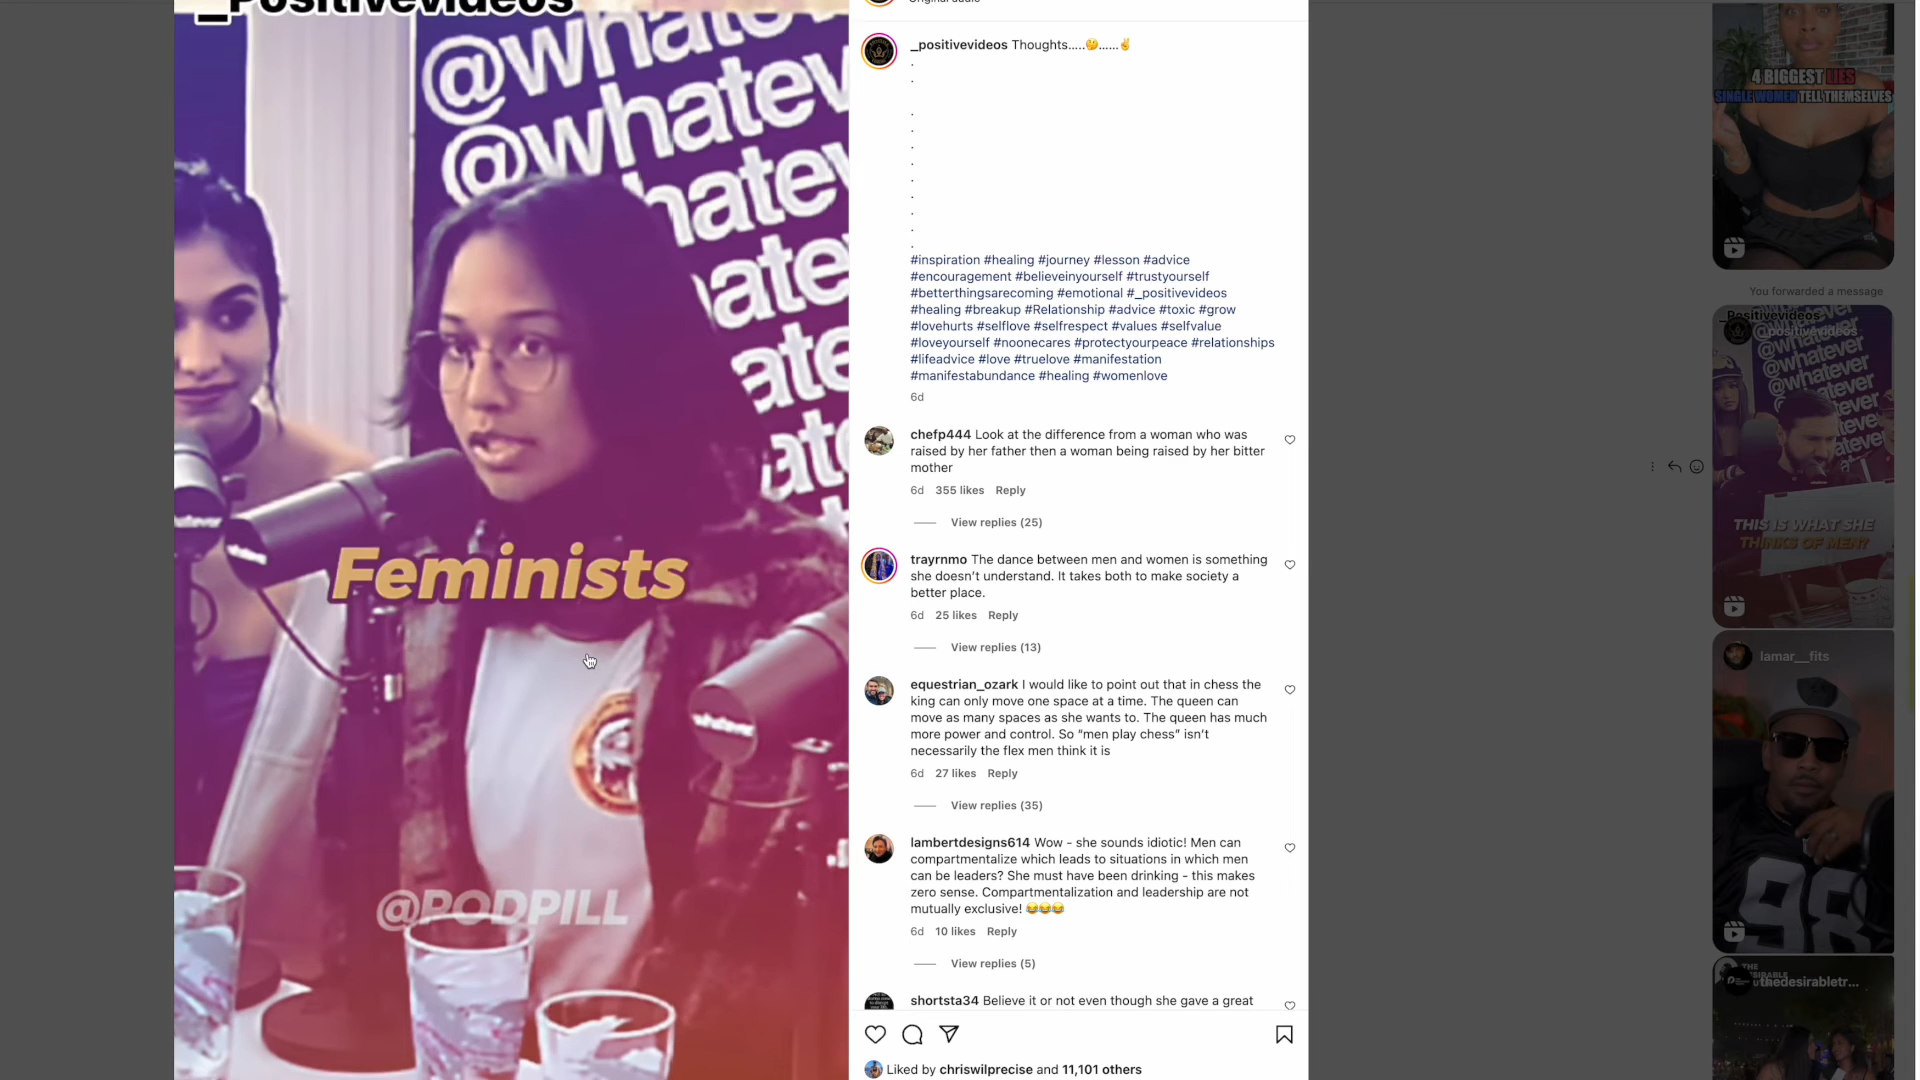 _Positivevideos
@whatever
@whatever
whatever
whatever
whatever
whatever
Feminists
@PODPILL
Original audio
_positivevideos Thoughts.....🤔......✌️
.
.
.
.
.
.
.
.
.
.
.
#inspiration #healing #journey #lesson #advice
#encouragement #believeinyourself #trustyourself
#betterthingsarecoming #emotional #_positivevideos
#healing #breakup #Relationship #advice #toxic #grow
#lovehurts #selflove #selfrespect #values #selfvalue
#loveyourself #noonecares #protectyourpeace #relationships
#lifeadvice #love #truelove #manifestation
#manifestabundance #healing #womenlove
6d
chefp444 Look at the difference from a woman who was
raised by her father then a woman being raised by her bitter
mother
6d 355 likes Reply
View replies (25)
trayrnmo The dance between men and women is something
she doesn’t understand. It takes both to make society a
better place.
6d 25 likes Reply
View replies (13)
equestrian_ozark I would like to point out that in chess the
king can only move one space at a time. The queen can
move as many spaces as she wants to. The queen has much
more power and control. So “men play chess” isn’t
necessarily the flex men think it is
6d 27 likes Reply
View replies (35)
lambertdesigns614 Wow - she sounds idiotic! Men can
compartmentalize which leads to situations in which men
can be leaders? She must have been drinking - this makes
zero sense. Compartmentalization and leadership are not
mutually exclusive! 😂😂😂
6d 10 likes Reply
View replies (5)
shortsta34 Believe it or not even though she gave a great
Liked by chriswilprecise and 11,101 others
4 BIGGEST LIES
SINGLE WOMEN TELL THEMSELVES
You forwarded a message
_Positivevideos
_positivevideos
@whatever
@whatever
@whatever
THIS IS WHAT SHE
THINKS OF MEN?
lamar__fits
98
thedesirabletr...